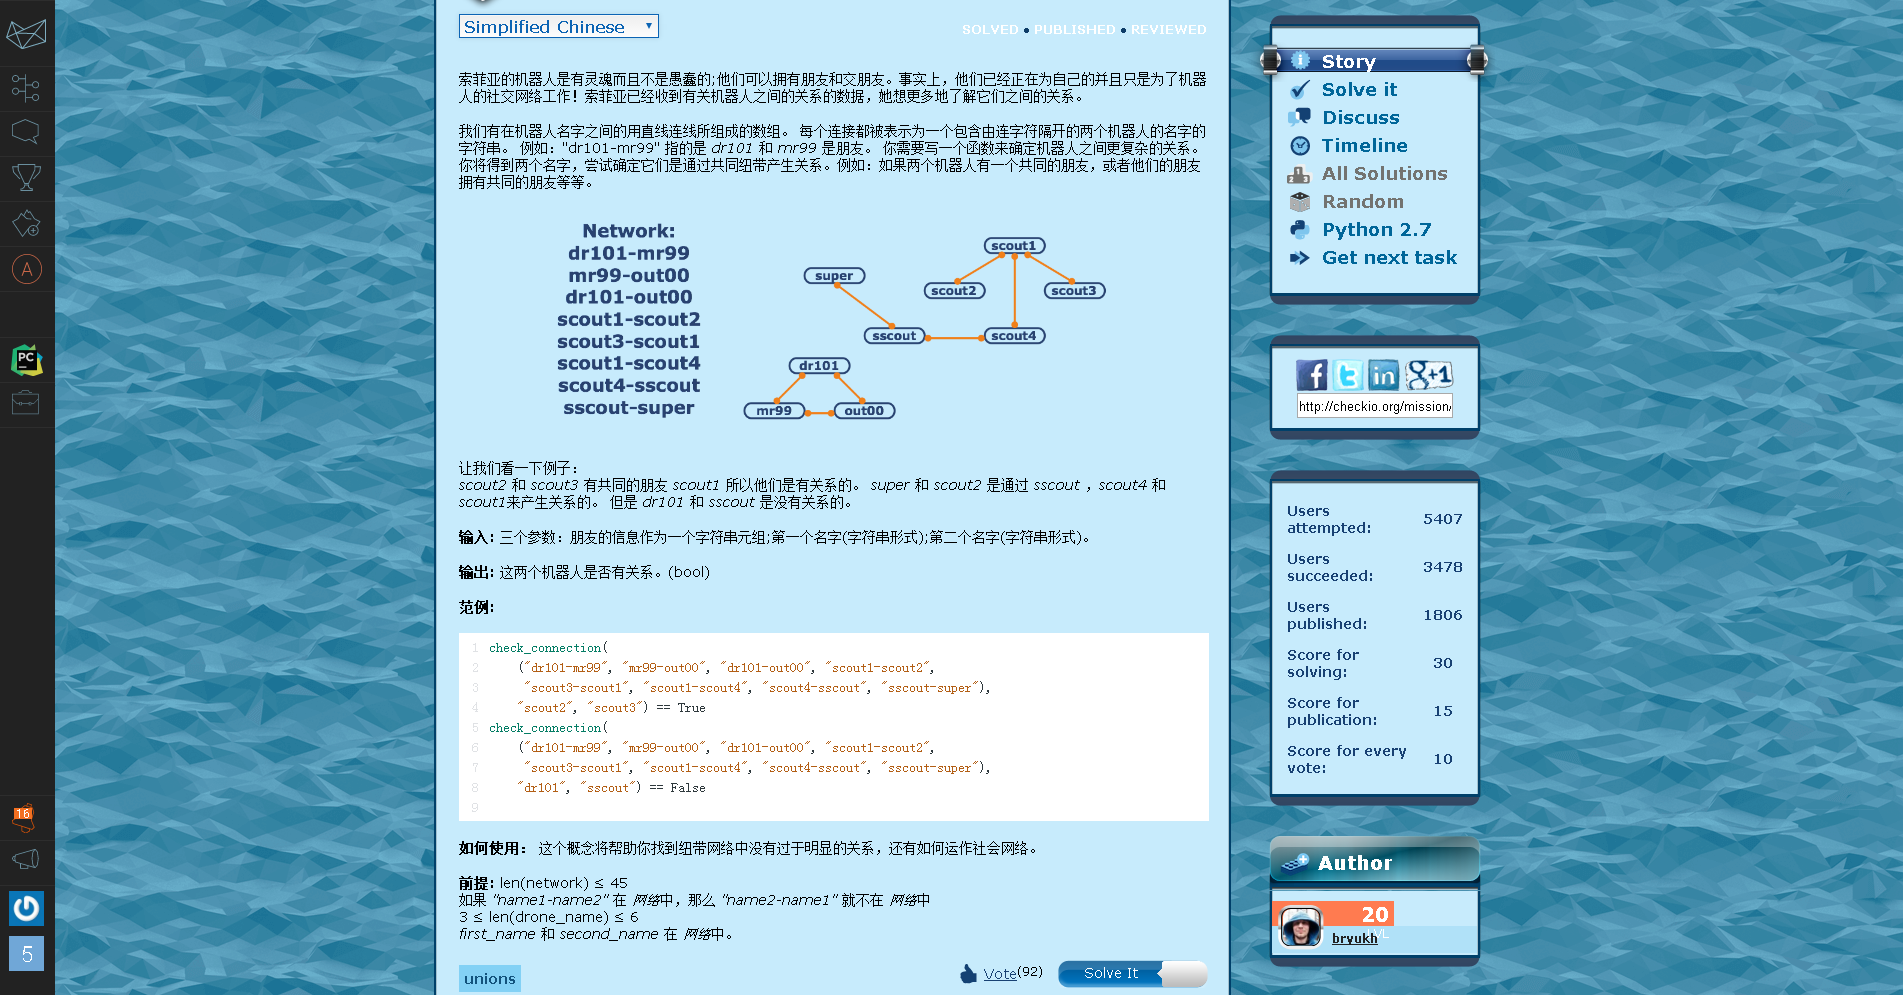 Simplified Chinese
SOLVED • PUBLISHED • REVIEWED
索菲亚的机器人是有灵魂而且不是愚蠢的;他们可以拥有朋友和交朋友。事实上，他们已经正在为自己的并且只是为了机器
人的社交网络工作！索菲亚已经收到有关机器人之间的关系的数据，她想更多地了解它们之间的关系。
我们有在机器人名字之间的用直线连线所组成的数组。 每个连接都被表示为一个包含由连字符隔开的两个机器人的名字的
字符串。 例如："dr101-mr99" 指的是 dr101 和 mr99 是朋友。 你需要写一个函数来确定机器人之间更复杂的关系。
你将得到两个名字，尝试确定它们是通过共同纽带产生关系。例如：如果两个机器人有一个共同的朋友，或者他们的朋友
拥有共同的朋友等等。
Network:
dr101-mr99
mr99-out00
dr101-out00
scout1-scout2
scout3-scout1
scout1-scout4
scout4-sscout
sscout-super
scout1
super
scout2
scout3
sscout
scout4
dr101
mr99
out00
让我们看一下例子：
scout2 和 scout3 有共同的朋友 scout1 所以他们是有关系的。 super 和 scout2 是通过 sscout ，scout4 和
scout1来产生关系的。 但是 dr101 和 sscout 是没有关系的。
输入: 三个参数：朋友的信息作为一个字符串元组;第一个名字(字符串形式);第二个名字(字符串形式)。
输出: 这两个机器人是否有关系。(bool)
范例:
1 check_connection(
2 ("dr101-mr99", "mr99-out00", "dr101-out00", "scout1-scout2",
3 "scout3-scout1", "scout1-scout4", "scout4-sscout", "sscout-super"),
4 "scout2", "scout3") == True
5 check_connection(
6 ("dr101-mr99", "mr99-out00", "dr101-out00", "scout1-scout2",
7 "scout3-scout1", "scout1-scout4", "scout4-sscout", "sscout-super"),
8 "dr101", "sscout") == False
9
如何使用： 这个概念将帮助你找到纽带网络中没有过于明显的关系，还有如何运作社会网络。
前提: len(network) ≤ 45
如果 "name1-name2" 在 网络中，那么 "name2-name1" 就不在 网络中
3 ≤ len(drone_name) ≤ 6
first_name 和 second_name 在 网络中。
unions
Vote(92)
Solve It
Story
Solve it
Discuss
Timeline
All Solutions
Random
Python 2.7
Get next task
f t in g+1
http://checkio.org/mission/
Users attempted: 5407
Users succeeded: 3478
Users published: 1806
Score for solving: 30
Score for publication: 15
Score for every vote: 10
Author
20
LVL
bryukh
A
PC
16
5